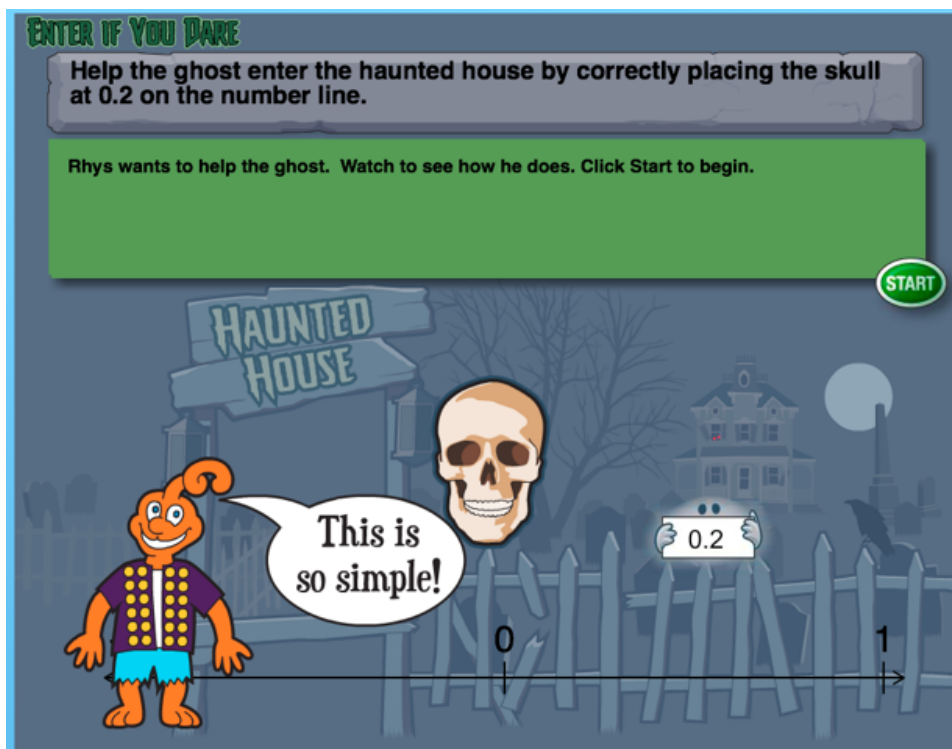 ENTER IF YOU DARE
Help the ghost enter the haunted house by correctly placing the skull
at 0.2 on the number line.
Rhys wants to help the ghost.  Watch to see how he does. Click Start to begin.
START
HAUNTED
HOUSE
This is
so simple!
0.2
0
1